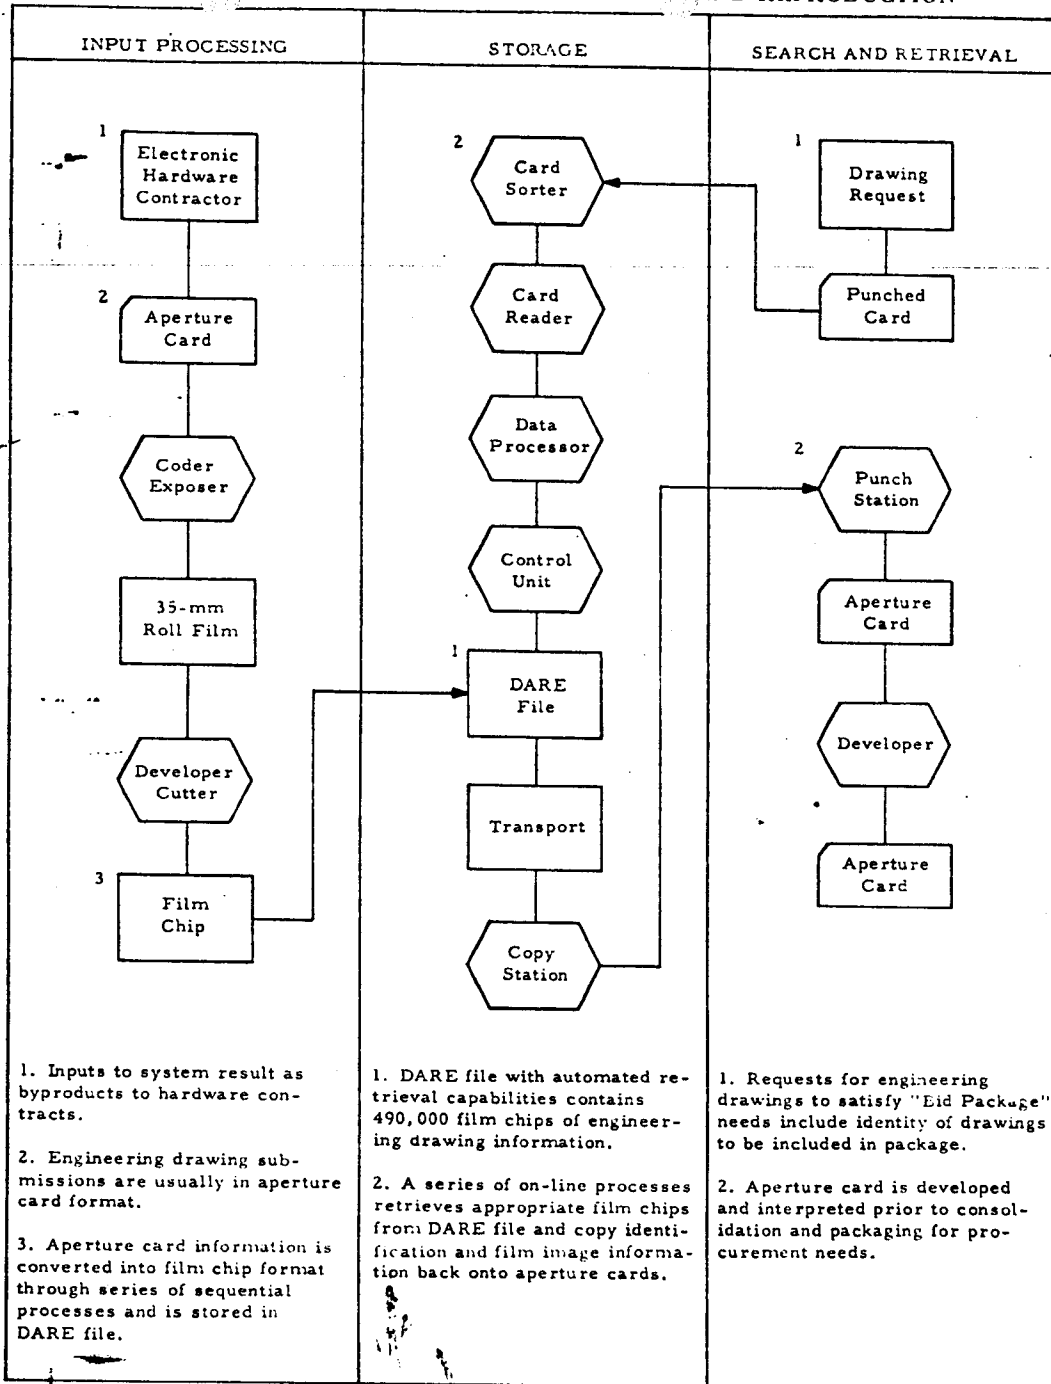 INPUT PROCESSING
STORAGE
SEARCH AND RETRIEVAL
1
Electronic
Hardware
Contractor
2
Aperture
Card
Coder
Exposer
35-mm
Roll Film
Developer
Cutter
3
Film
Chip
2
Card
Sorter
Card
Reader
Data
Processor
Control
Unit
1
DARE
File
Transport
Copy
Station
1
Drawing
Request
Punched
Card
2
Punch
Station
Aperture
Card
Developer
Aperture
Card
1. Inputs to system result as
byproducts to hardware con-
tracts.
2. Engineering drawing sub-
missions are usually in aperture
card format.
3. Aperture card information is
converted into film chip format
through series of sequential
processes and is stored in
DARE file.
1. DARE file with automated re-
trieval capabilities contains
490,000 film chips of engineer-
ing drawing information.
2. A series of on-line processes
retrieves appropriate film chips
from DARE file and copy identi-
fication and film image informa-
tion back onto aperture cards.
1. Requests for engineering
drawings to satisfy "Bid Package"
needs include identity of drawings
to be included in package.
2. Aperture card is developed
and interpreted prior to consol-
idation and packaging for pro-
curement needs.